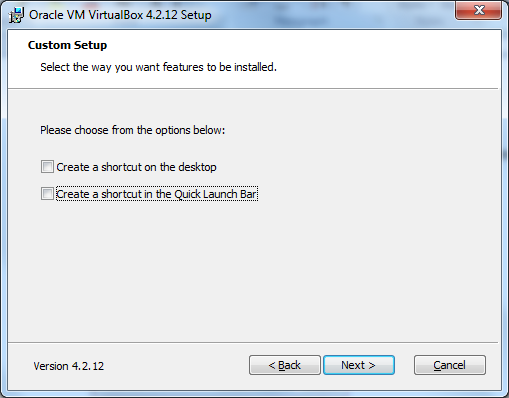 Oracle VM VirtualBox 4.2.12 Setup
Custom Setup
Select the way you want features to be installed.
Please choose from the options below:
Create a shortcut on the desktop
Create a shortcut in the Quick Launch Bar
Version 4.2.12
< Back
Next >
Cancel